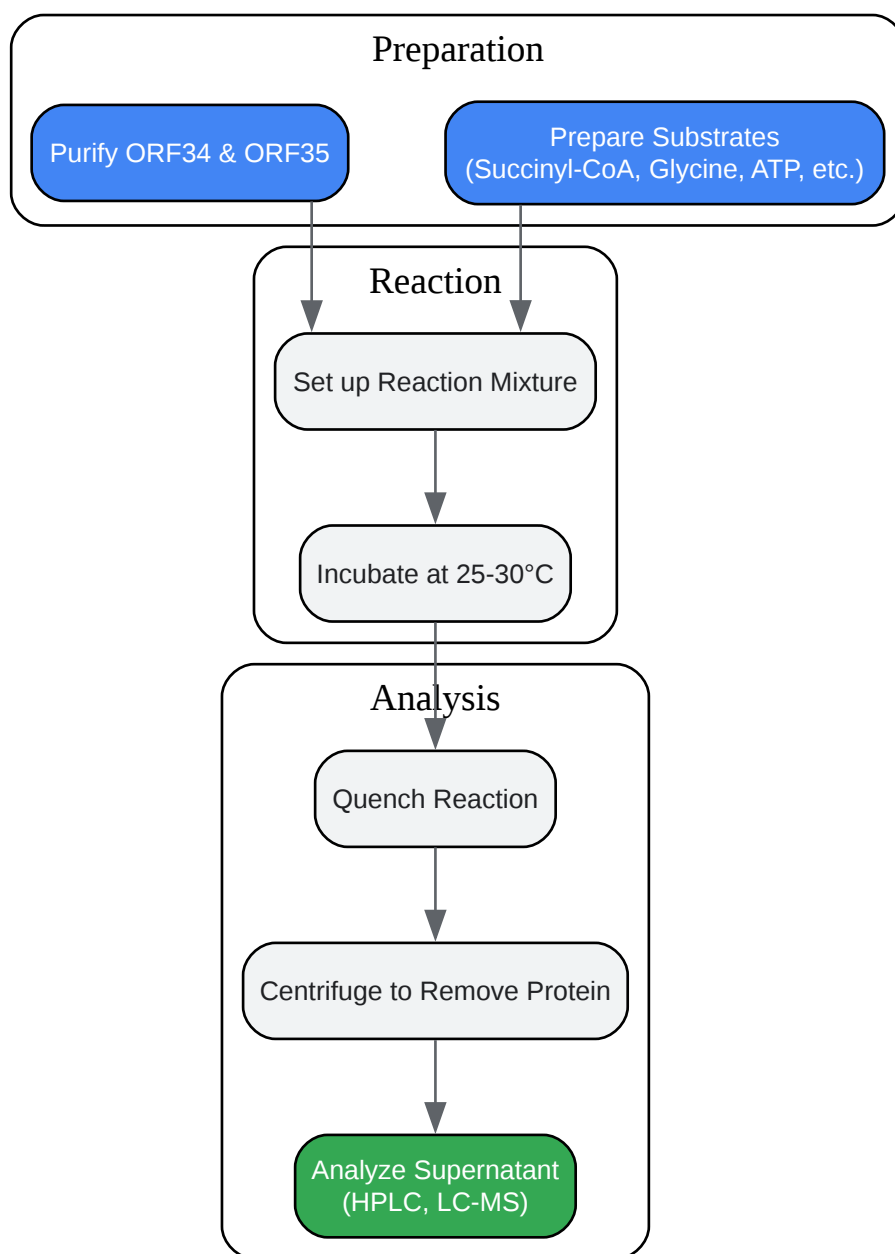 Preparation
Purify ORF34 & ORF35
Prepare Substrates
(Succinyl-CoA, Glycine, ATP, etc.)
Reaction
Set up Reaction Mixture
Incubate at 25-30°C
Analysis
Quench Reaction
Centrifuge to Remove Protein
Analyze Supernatant
(HPLC, LC-MS)